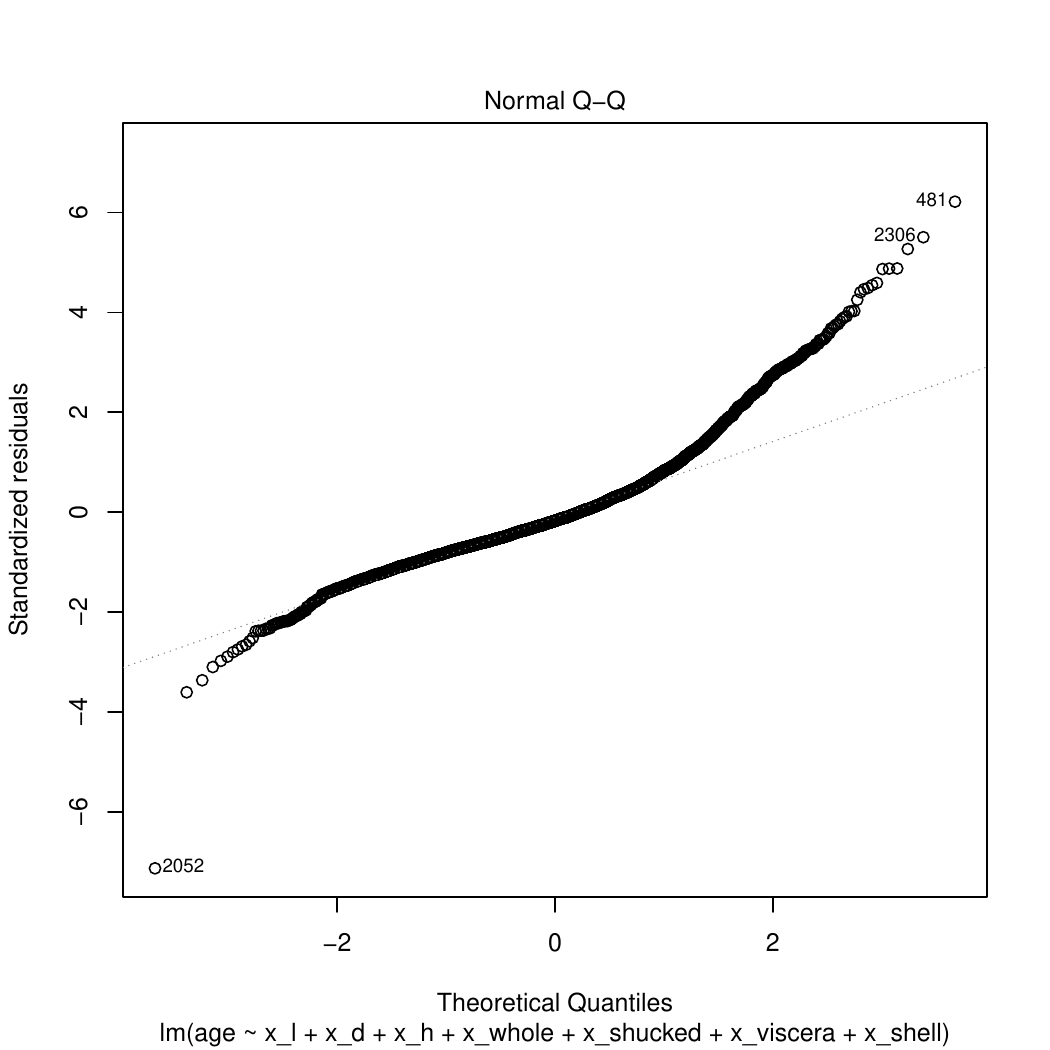 Normal Q−Q
Standardized residuals
6
4
2
0
−2
−4
−6
481
2306
2052
−2 0 2
Theoretical Quantiles
lm(age ~ x_l + x_d + x_h + x_whole + x_shucked + x_viscera + x_shell)